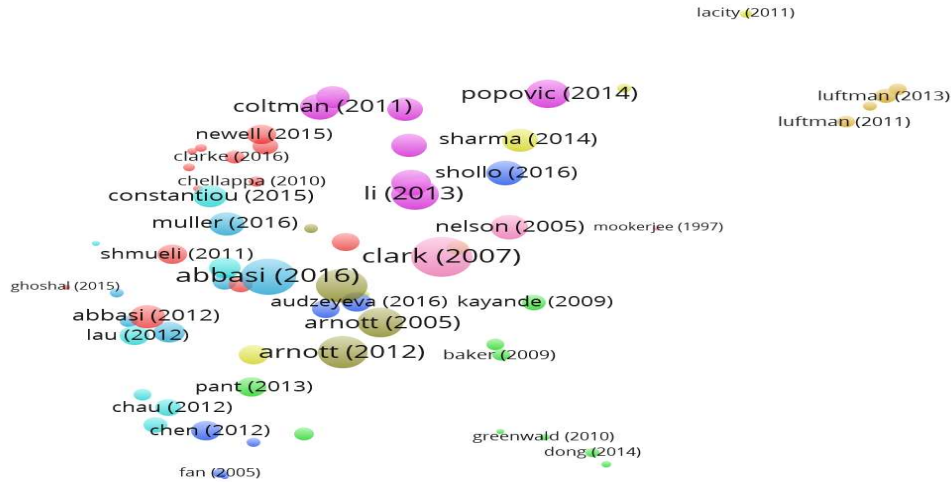 lacity (2011)
popovic (2014)
luftman (2013)
coltman (2011)
luftman (2011)
newell (2015)
sharma (2014)
clarke (2016)
shollo (2016)
chellappa (2010)
constantiou (2015)
li (2013)
muller (2016)
nelson (2005)
mookerjee (1997)
shmueli (2011)
clark (2007)
abbasi (2016)
ghoshal (2015)
audzeyeva (2016)
kayande (2009)
abbasi (2012)
arnott (2005)
lau (2012)
arnott (2012)
baker (2009)
pant (2013)
chau (2012)
chen (2012)
greenwald (2010)
dong (2014)
fan (2005)